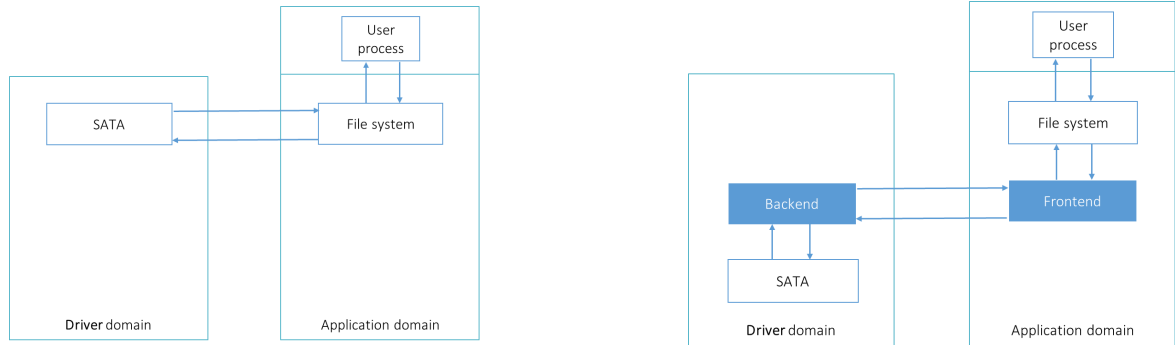 User
process
SATA
File system
Driver domain
Application domain
User
process
File system
Backend
Frontend
SATA
Driver domain
Application domain